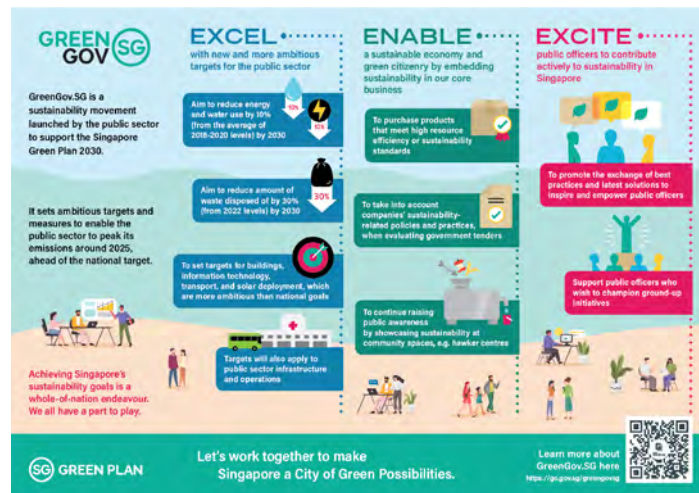 GREEN
GOV SG
GreenGov.SG is a
sustainability movement
launched by the public sector
to support the Singapore
Green Plan 2030.
It sets ambitious targets and
measures to enable the
public sector to peak its
emissions around 2025,
ahead of the national target.
Achieving Singapore's
sustainability goals is a
whole-of-nation endeavour.
We all have a part to play.
EXCEL
with new and more ambitious
targets for the public sector
Aim to reduce energy
and water use by 10%
(from the average of
2018-2020 levels) by 2030
10%
10%
Aim to reduce amount of
waste disposed of by 30%
(from 2022 levels) by 2030
30%
To set targets for buildings,
information technology,
transport, and solar deployment, which
are more ambitious than national goals
Targets will also apply to
public sector infrastructure
and operations
ENABLE
a sustainable economy and
green citizenry by embedding
sustainability in our core
business
To purchase products
that meet high resource
efficiency or sustainability
standards
To take into account
companies' sustainability-
related policies and practices,
when evaluating government tenders
To continue raising
public awareness
by showcasing sustainability at
community spaces, e.g. hawker centres
EXCITE
public officers to contribute
actively to sustainability in
Singapore
To promote the exchange of best
practices and latest solutions to
inspire and empower public officers
Support public officers who
wish to champion ground-up
initiatives
SG GREEN PLAN
Let's work together to make
Singapore a City of Green Possibilities.
Learn more about
GreenGov.SG here
https://go.gov.sg/greengovsg